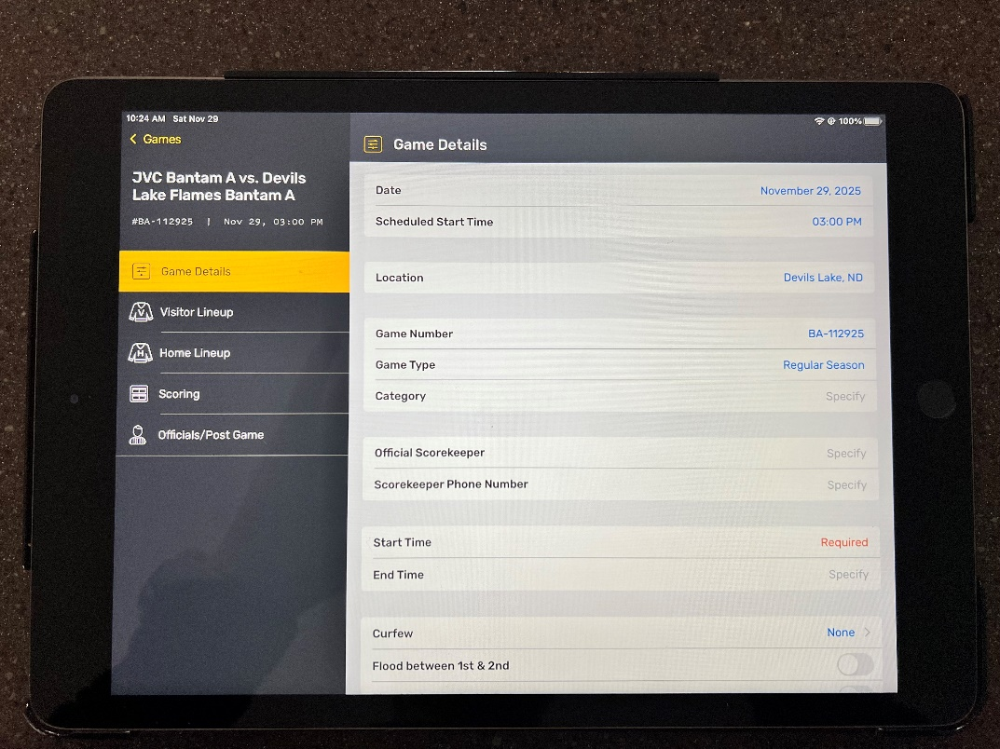 10:24 AM Sat Nov 29
100%
Games
JVC Bantam A vs. Devils
Lake Flames Bantam A
#BA-112925 | Nov 29, 03:00 PM
Game Details
V Visitor Lineup
H Home Lineup
Scoring
Officials/Post Game
Game Details
Date November 29, 2025
Scheduled Start Time 03:00 PM
Location Devils Lake, ND
Game Number BA-112925
Game Type Regular Season
Category Specify
Official Scorekeeper Specify
Scorekeeper Phone Number Specify
Start Time Required
End Time Specify
Curfew None
Flood between 1st & 2nd